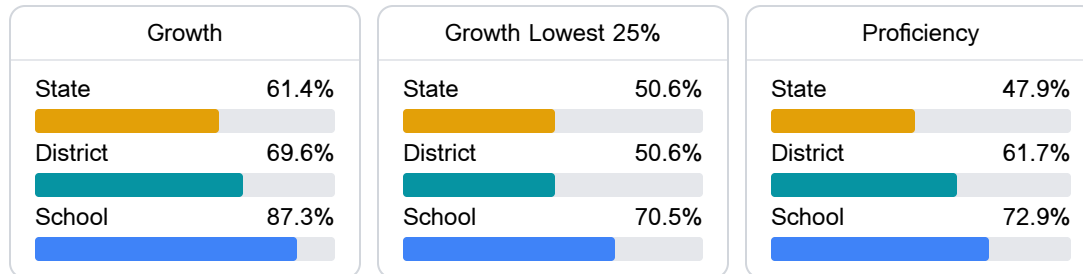 Growth
State 61.4%
District 69.6%
School 87.3%
Growth Lowest 25%
State 50.6%
District 50.6%
School 70.5%
Proficiency
State 47.9%
District 61.7%
School 72.9%